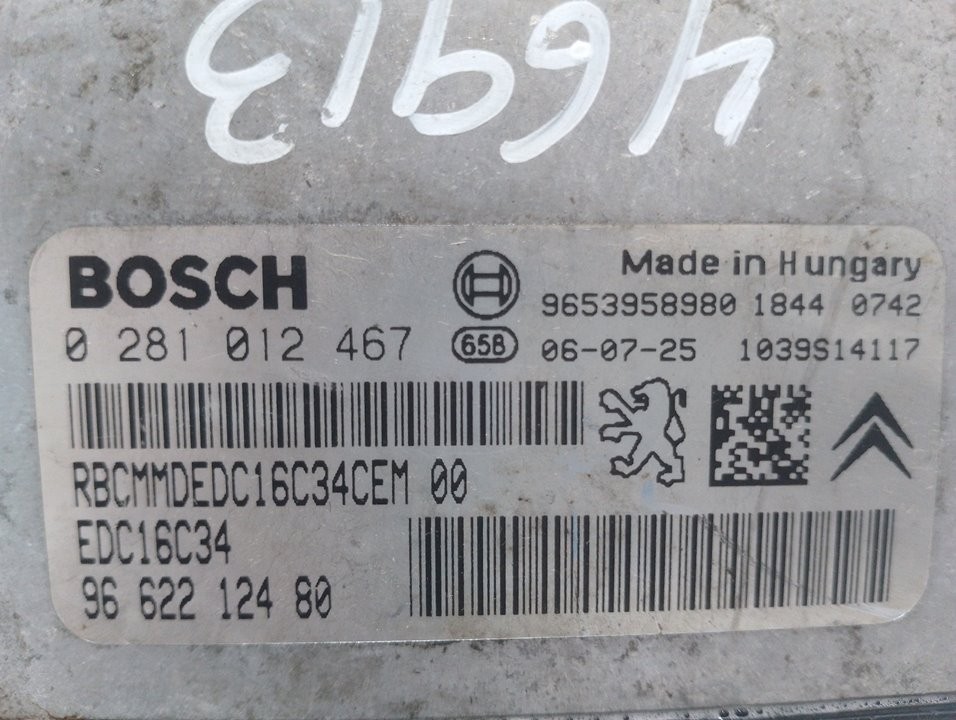 46913
BOSCH
Made in Hungary
9653958980 1844 0742
0 281 012 467
658
06-07-25 1039S14117
RBCMMDEDC16C34CEM 00
EDC16C34
96 622 124 80